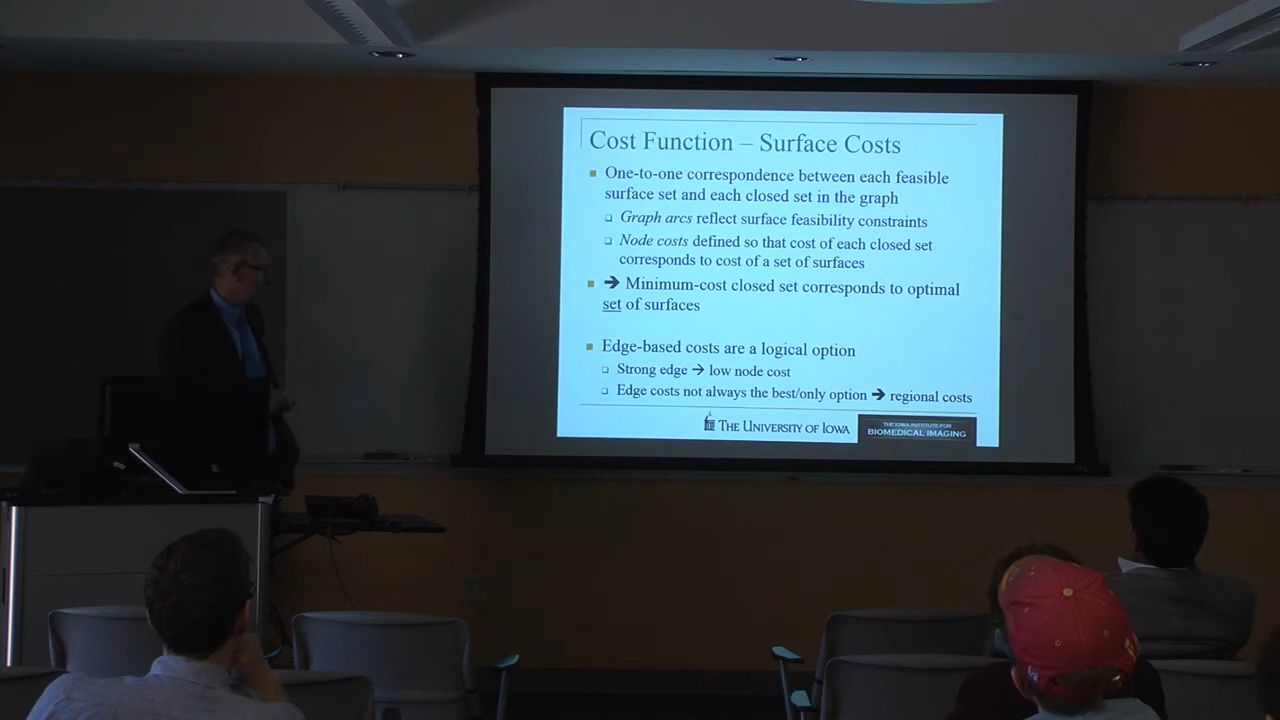 Cost Function – Surface Costs
One-to-one correspondence between each feasible
surface set and each closed set in the graph
Graph arcs reflect surface feasibility constraints
Node costs defined so that cost of each closed set
corresponds to cost of a set of surfaces
➔ Minimum-cost closed set corresponds to optimal
set of surfaces
Edge-based costs are a logical option
Strong edge → low node cost
Edge costs not always the best/only option ➔ regional costs
THE UNIVERSITY OF IOWA
THE IOWA INSTITUTE FOR
BIOMEDICAL IMAGING